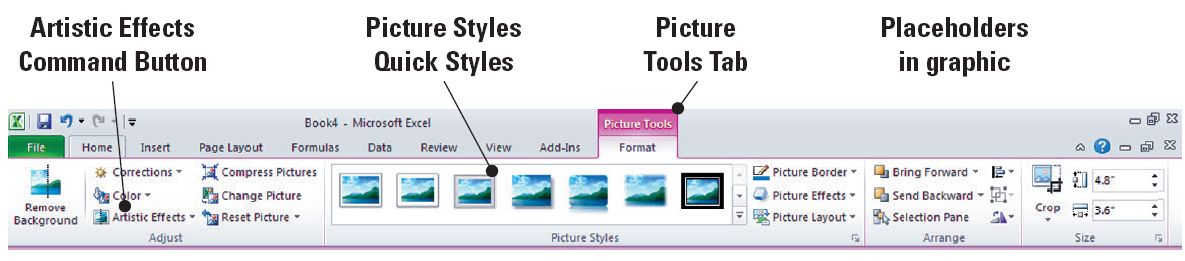 Artistic Effects
Command Button
Picture Styles
Quick Styles
Picture
Tools Tab
Placeholders
in graphic
Book4 - Microsoft Excel
Picture Tools
File Home Insert Page Layout Formulas Data Review View Add-Ins Format
Remove
Background
Corrections
Color
Artistic Effects
Compress Pictures
Change Picture
Reset Picture
Adjust
Picture Styles
Picture Border
Picture Effects
Picture Layout
Bring Forward
Send Backward
Selection Pane
Arrange
Crop
4.8"
3.6"
Size